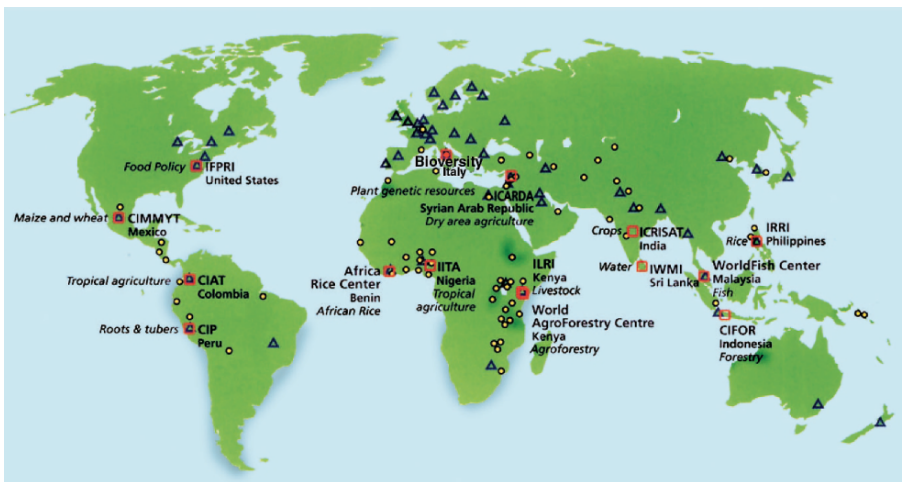 Food Policy
IFPRI
United States
Maize and wheat
CIMMYT
Mexico
Tropical agriculture
CIAT
Colombia
Roots & tubers
CIP
Peru
Bioversity
Italy
Plant genetic resources
ICARDA
Syrian Arab Republic
Dry area agriculture
Africa
Rice Center
Benin
African Rice
IITA
Nigeria
Tropical
agriculture
ILRI
Kenya
Livestock
World
AgroForestry Centre
Kenya
Agroforestry
Crops
ICRISAT
India
Water
IWMI
Sri Lanka
Rice
IRRI
Philippines
WorldFish Center
Malaysia
Fish
CIFOR
Indonesia
Forestry